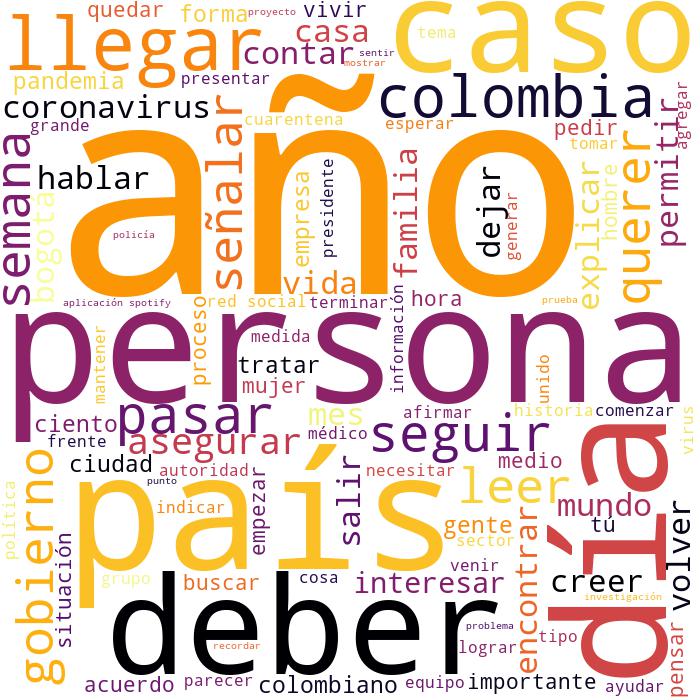 quedar
forma
proyecto
vivir
caso
llegar
casa
contar
sentir
mostrar
tema
pandemia
presentar
colombia
coronavirus
grande
cuarentena
esperar
pedir
tomar
agregar
permitir
semana
hablar
bogotá
señalar
año
empresa
presidente
familia
dejar
generar
explicar
hombre
querer
policía
vida
aplicación spotify
red social
terminar
información
hora
prueba
persona
proceso
mantener
medida
tratar
mujer
unido
pasar
ciento
frente
asegurar
mes
médico
seguir
afirmar
historia
comenzar
virus
día
ciudad
autoridad
punto
país
salir
necesitar
medio
leer
mundo
tú
gente
sector
volver
gobierno
política
situación
indicar
empezar
encontrar
grupo
buscar
cosa
interesar
venir
creer
investigación
deber
problema
lograr
tipo
recordar
acuerdo
parecer
colombiano
equipo
importante
ayudar
pensar